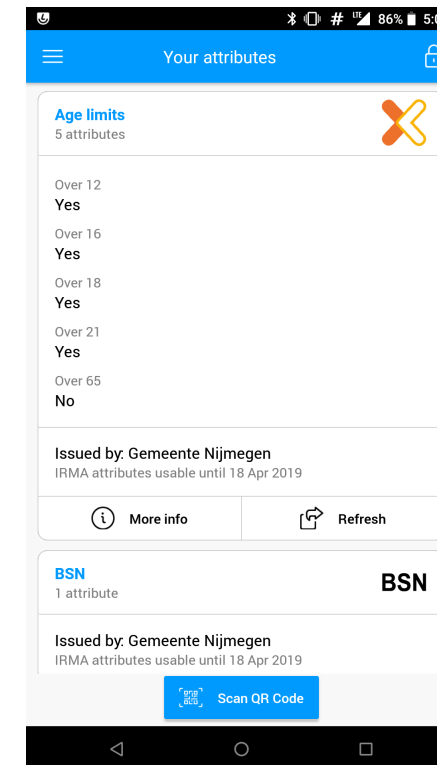 86% 5:0
Your attributes
Age limits
5 attributes
Over 12
Yes
Over 16
Yes
Over 18
Yes
Over 21
Yes
Over 65
No
Issued by: Gemeente Nijmegen
IRMA attributes usable until 18 Apr 2019
More info Refresh
BSN BSN
1 attribute
Issued by: Gemeente Nijmegen
IRMA attributes usable until 18 Apr 2019
Scan QR Code